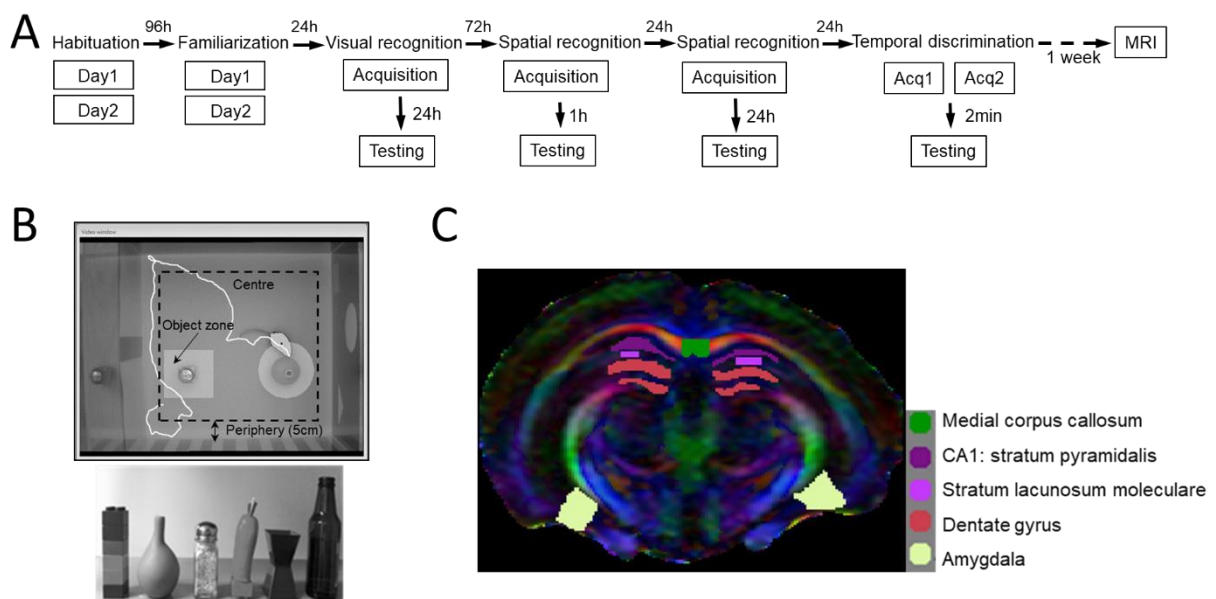 A
Habituation 96h Familiarization 24h Visual recognition 72h Spatial recognition 24h Spatial recognition 24h Temporal discrimination 1 week MRI
Day1 Day1 Acquisition Acquisition Acquisition Acq1 Acq2
Day2 Day2 24h 1h 24h 2min
Testing Testing Testing Testing
B
Video window
Centre
Object zone
Periphery (5cm)
C
Medial corpus callosum
CA1: stratum pyramidalis
Stratum lacunosum moleculare
Dentate gyrus
Amygdala